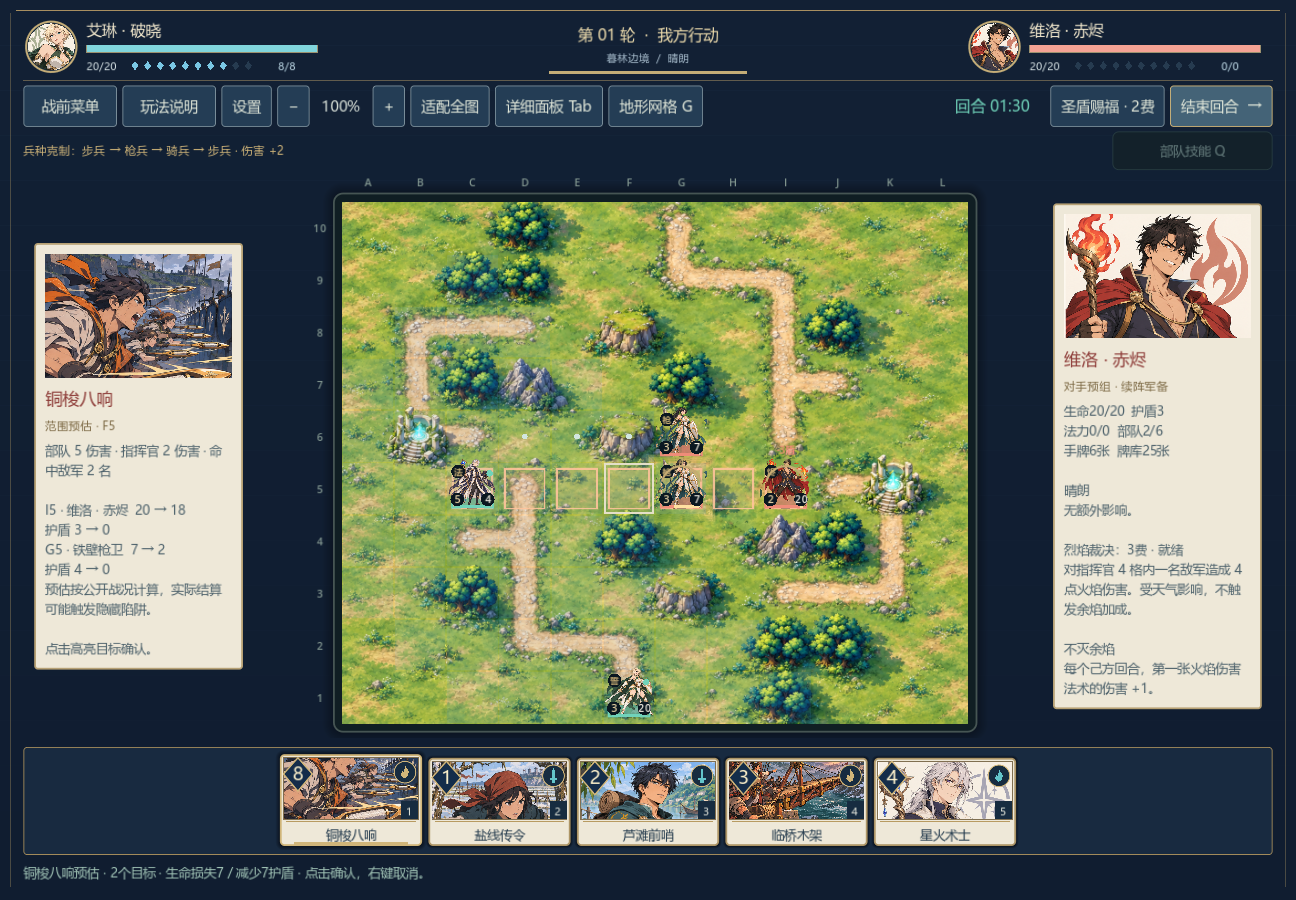 艾琳 · 破晓
20/20
8/8
第 01 轮 · 我方行动
暮林边境 / 晴朗
维洛 · 赤烬
20/20
0/0
战前菜单
玩法说明
设置
−
100%
+
适配全图
详细面板 Tab
地形网格 G
回合 01:30
圣盾赐福 · 2费
结束回合 →
兵种克制：步兵 → 枪兵 → 骑兵 → 步兵 · 伤害 +2
部队技能 Q
A B C D E F G H I J K L
10
9
8
7
6
5
4
3
2
1
枪
3 7
5 4
3 7
2 20
3 20
铜梭八响
范围预估 · F5
部队 5 伤害 · 指挥官 2 伤害 · 命
中敌军 2 名
I5 · 维洛 · 赤烬 20 → 18
护盾 3 → 0
G5 · 铁壁枪卫 7 → 2
护盾 4 → 0
预估按公开战况计算，实际结算
可能触发隐藏陷阱。
点击高亮目标确认。
维洛 · 赤烬
对手预组 · 续阵军备
生命20/20 护盾3
法力0/0 部队2/6
手牌6张 牌库25张
晴朗
无额外影响。
烈焰裁决：3费 · 就绪
对指挥官 4 格内一名敌军造成 4
点火焰伤害。受天气影响，不触
发余焰加成。
不灭余焰
每个己方回合，第一张火焰伤害
法术的伤害 +1。
8
1
铜梭八响
1
2
盐线传令
2
3
芦滩前哨
3
4
临桥木架
4
5
星火术士
铜梭八响预估 · 2个目标 · 生命损失7 / 减少7护盾 · 点击确认，右键取消。